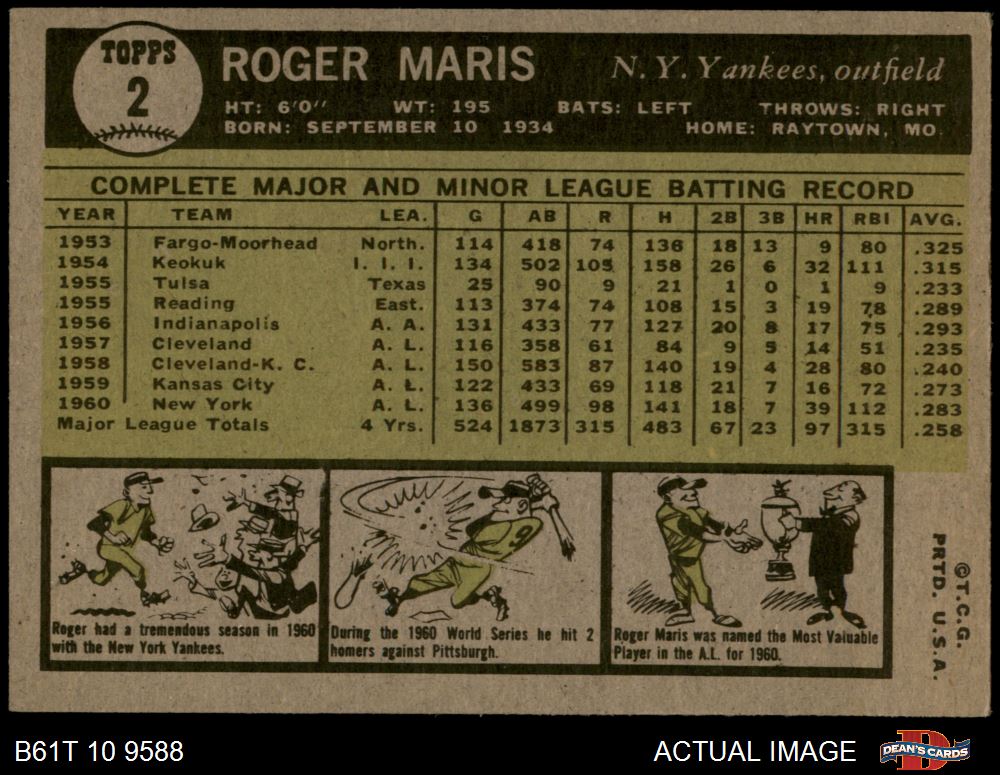 TOPPS
2
ROGER MARIS N. Y. Yankees, outfield
HT: 6'0" WT: 195 BATS: LEFT THROWS: RIGHT
BORN: SEPTEMBER 10 1934 HOME: RAYTOWN, MO.
COMPLETE MAJOR AND MINOR LEAGUE BATTING RECORD
YEAR TEAM LEA. G AB R H 2B 3B HR RBI AVG.
1953 Fargo-Moorhead North. 114 418 74 136 18 13 9 80 .325
1954 Keokuk I. I. I. 134 502 105 158 26 6 32 111 .315
1955 Tulsa Texas 25 90 9 21 1 0 1 9 .233
1955 Reading East. 113 374 74 108 15 3 19 78 .289
1956 Indianapolis A. A. 131 433 77 127 20 8 17 75 .293
1957 Cleveland A. L. 116 358 61 84 9 5 14 51 .235
1958 Cleveland-K. C. A. L. 150 583 87 140 19 4 28 80 .240
1959 Kansas City A. L. 122 433 69 118 21 7 16 72 .273
1960 New York A. L. 136 499 98 141 18 7 39 112 .283
Major League Totals 4 Yrs. 524 1873 315 483 67 23 97 315 .258
9
Roger had a tremendous season in 1960
with the New York Yankees.
During the 1960 World Series he hit 2
homers against Pittsburgh.
Roger Maris was named the Most Valuable
Player in the A.L. for 1960.
©T.C.G.
PRTD. U.S.A.
B61T 10 9588 ACTUAL IMAGE DEAN'S CARDS